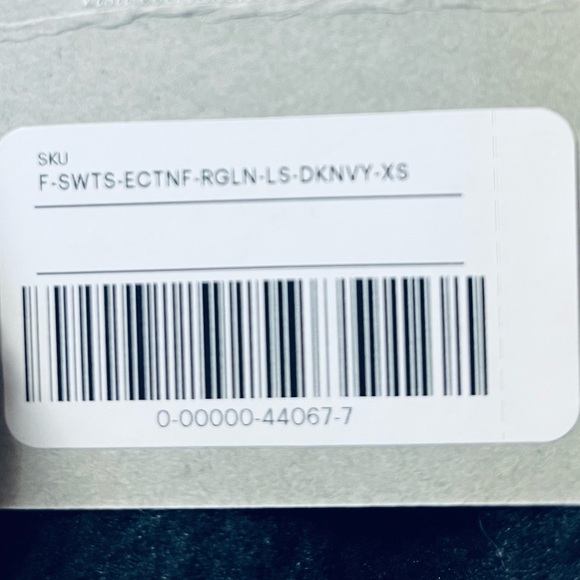 SKU
F-SWTS-ECTNF-RGLN-LS-DKNVY-XS
0-00000-44067-7